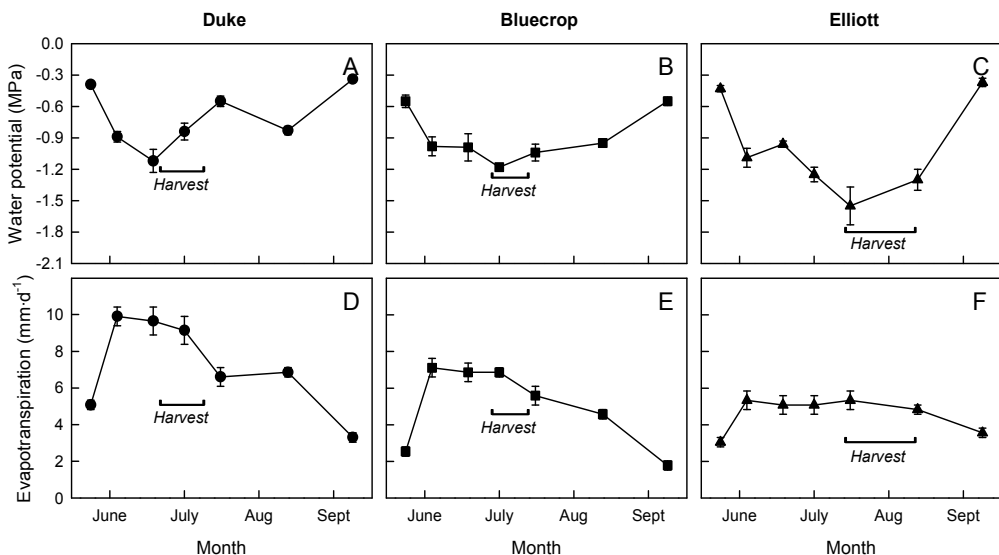 Duke Bluecrop Elliott
A B C
Water potential (MPa)
0.0
-0.3
-0.6
-0.9
-1.2
-1.5
-1.8
-2.1
Harvest Harvest Harvest
D E F
Evapotranspiration (mm·d⁻¹)
10
8
6
4
2
0
Harvest Harvest Harvest
June July Aug Sept June July Aug Sept June July Aug Sept
Month Month Month